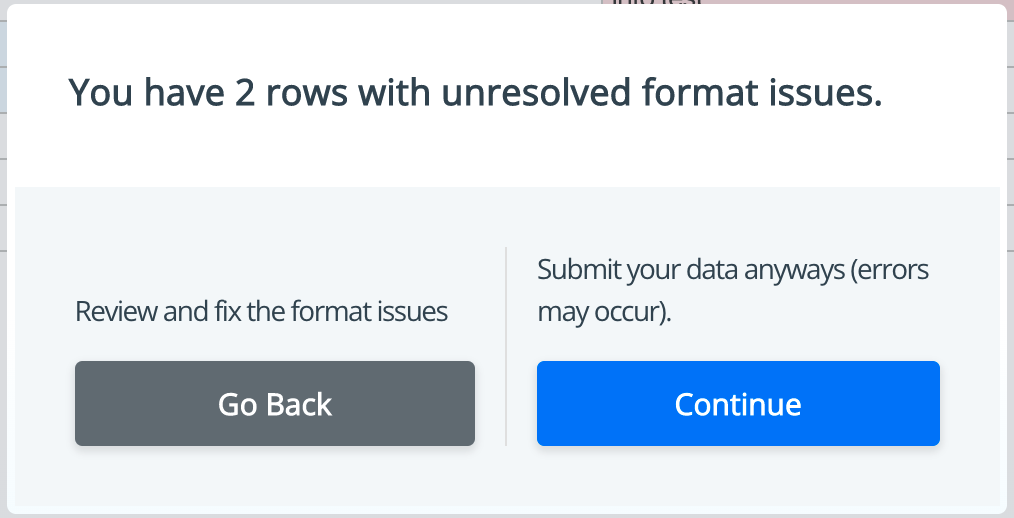 You have 2 rows with unresolved format issues.
Review and fix the format issues
Go Back
Submit your data anyways (errors
may occur).
Continue